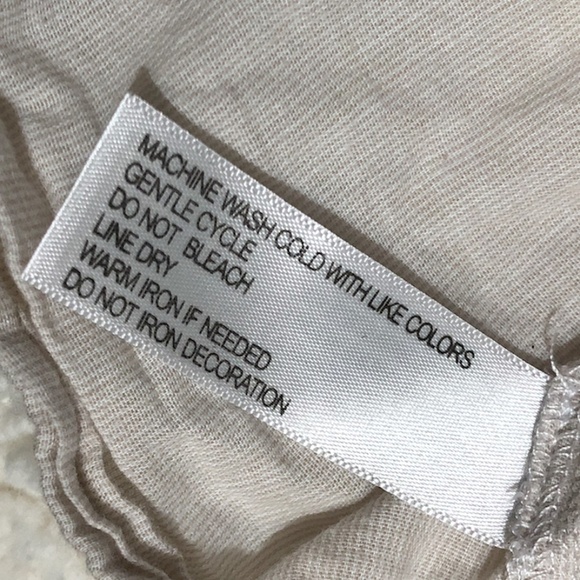 MACHINE WASH COLD WITH LIKE COLORS
GENTLE CYCLE
DO NOT BLEACH
LINE DRY
WARM IRON IF NEEDED
DO NOT IRON DECORATION